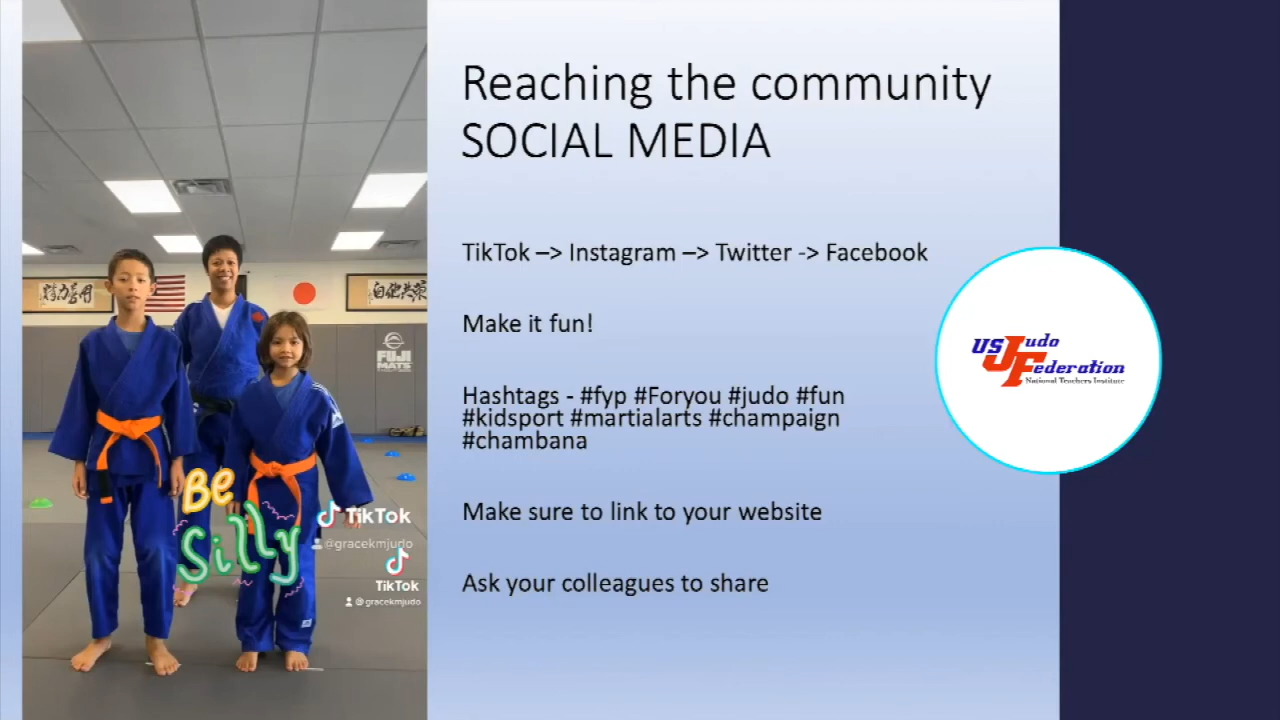 Reaching the community
SOCIAL MEDIA
TikTok –> Instagram –> Twitter -> Facebook
Make it fun!
Hashtags - #fyp #Foryou #judo #fun
#kidsport #martialarts #champaign
#chambana
Make sure to link to your website
Ask your colleagues to share
US Judo
Federation
National Teachers Institute
FUJI
MATS
Be
Silly
TikTok
@gracekmjudo
TikTok
@gracekmjudo